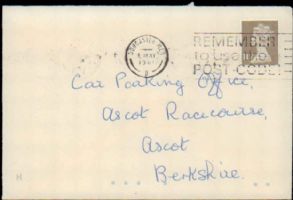 REMEMBER
to use the
POST CODE
Car Parking Office,
Ascot Racecourse,
Ascot
Berkshire.
H